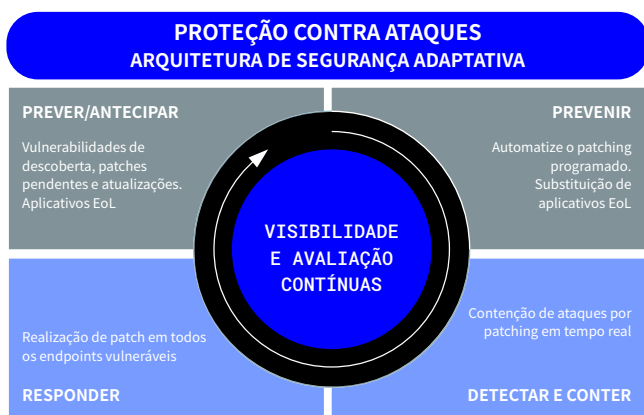 PROTEÇÃO CONTRA ATAQUES
ARQUITETURA DE SEGURANÇA ADAPTATIVA
PREVER/ANTECIPAR
Vulnerabilidades de
descoberta, patches
pendentes e atualizações.
Aplicativos EoL
PREVENIR
Automatize o patching
programado.
Substituição de
aplicativos EoL
VISIBILIDADE
E AVALIAÇÃO
CONTÍNUAS
Realização de patch em todos
os endpoints vulneráveis
RESPONDER
Contenção de ataques por
patching em tempo real
DETECTAR E CONTER